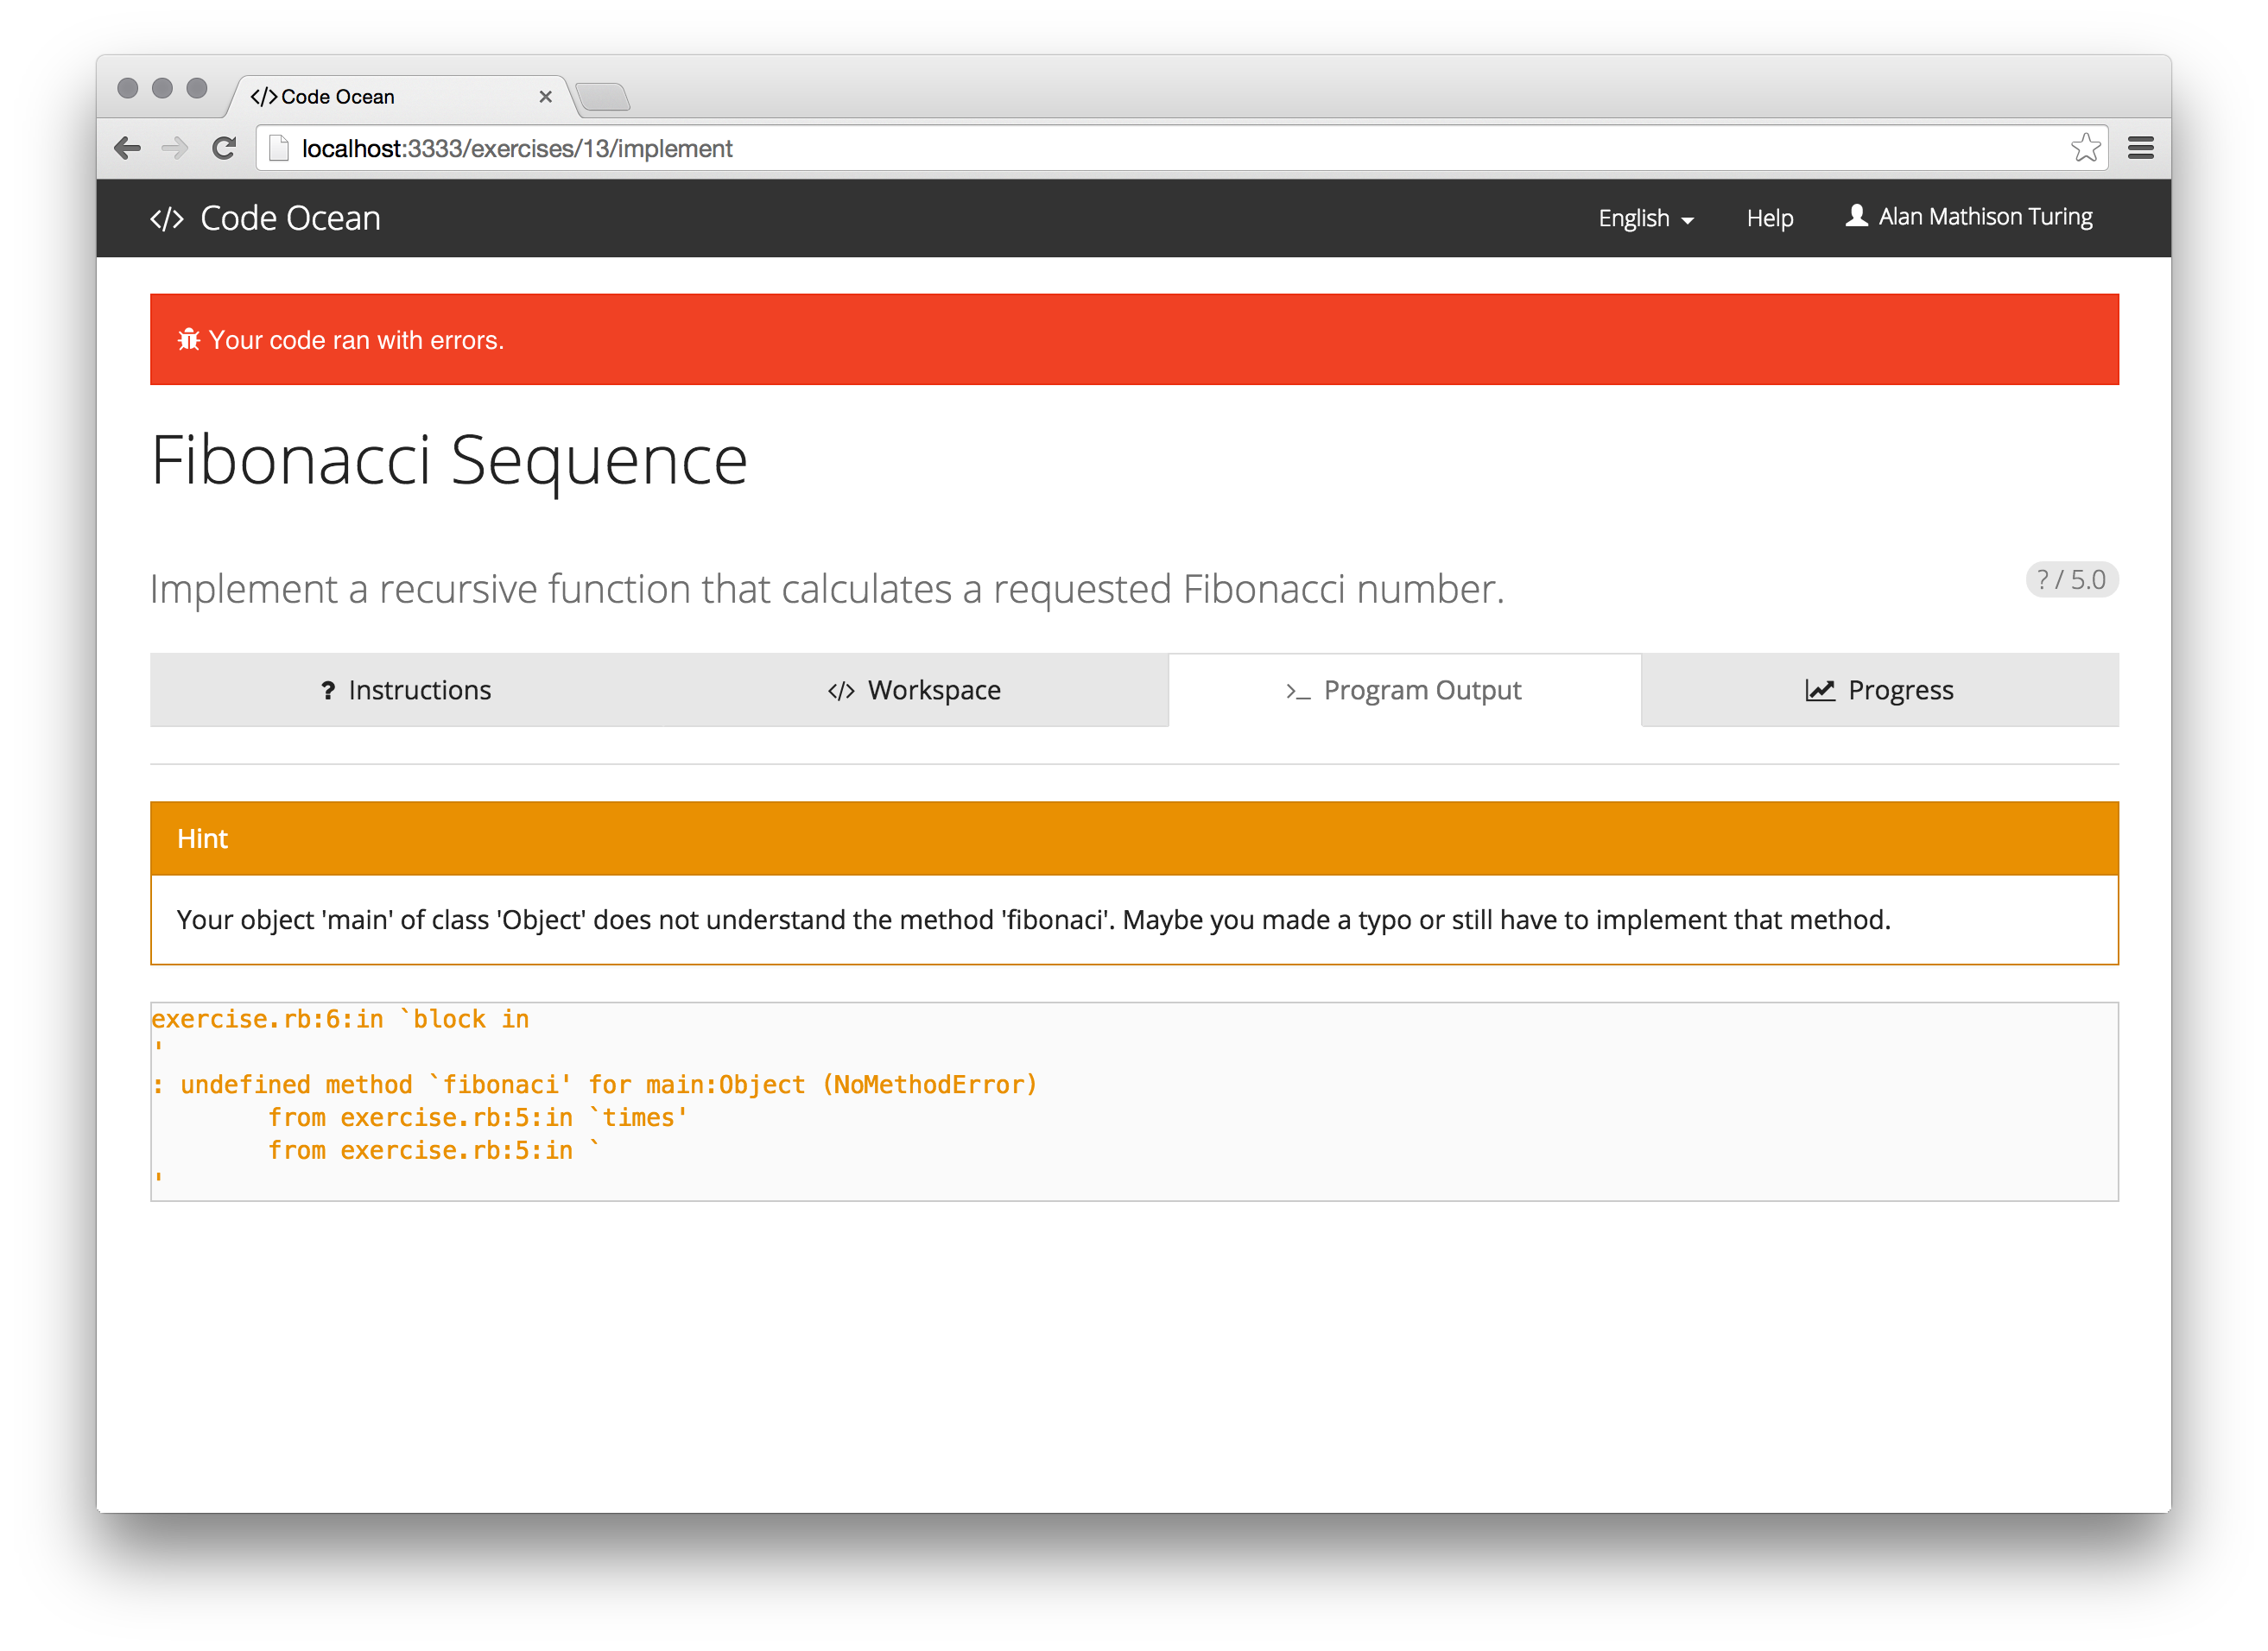 </> Code Ocean
localhost:3333/exercises/13/implement
</> Code Ocean English Help Alan Mathison Turing
Your code ran with errors.
Fibonacci Sequence
Implement a recursive function that calculates a requested Fibonacci number. ? / 5.0
? Instructions </> Workspace >_ Program Output Progress
Hint
Your object 'main' of class 'Object' does not understand the method 'fibonaci'. Maybe you made a typo or still have to implement that method.
exercise.rb:6:in `block in
'
: undefined method `fibonaci' for main:Object (NoMethodError)
        from exercise.rb:5:in `times'
        from exercise.rb:5:in `
'